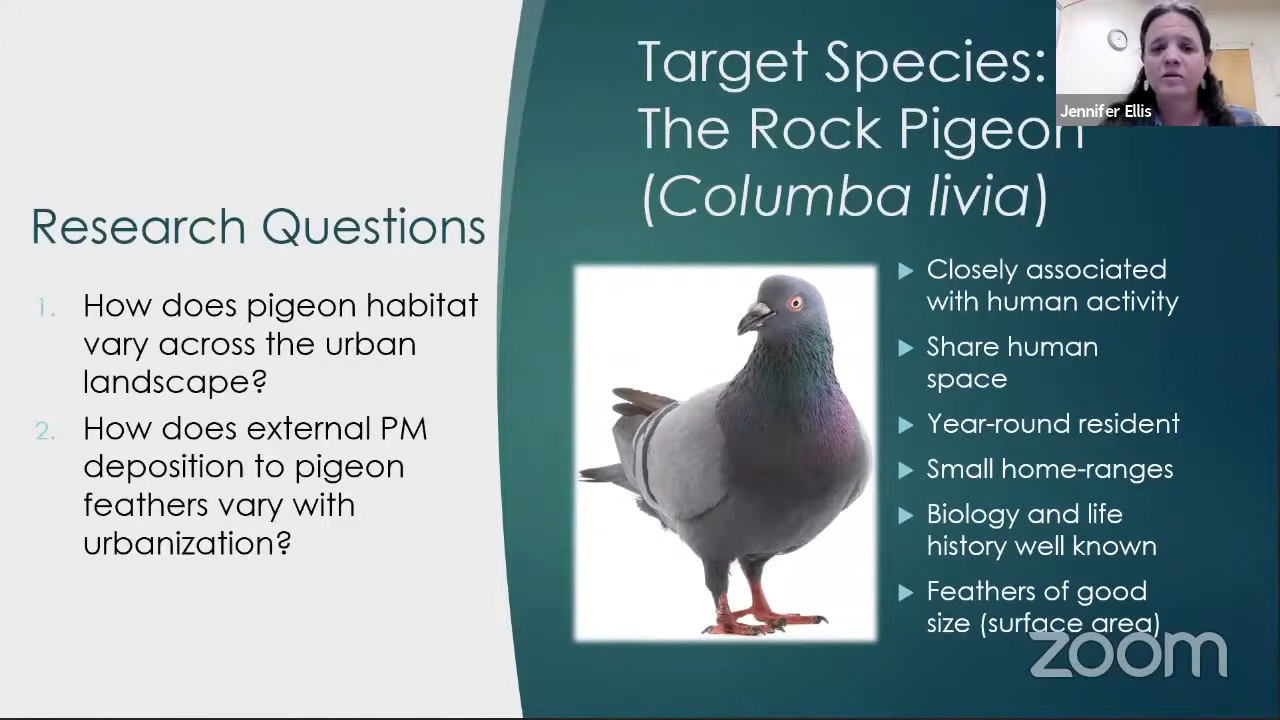 Research Questions
1. How does pigeon habitat
vary across the urban
landscape?
2. How does external PM
deposition to pigeon
feathers vary with
urbanization?
Target Species:
The Rock Pigeon
(Columba livia)
Closely associated
with human activity
Share human
space
Year-round resident
Small home-ranges
Biology and life
history well known
Feathers of good
size (surface area)
Jennifer Ellis
zoom